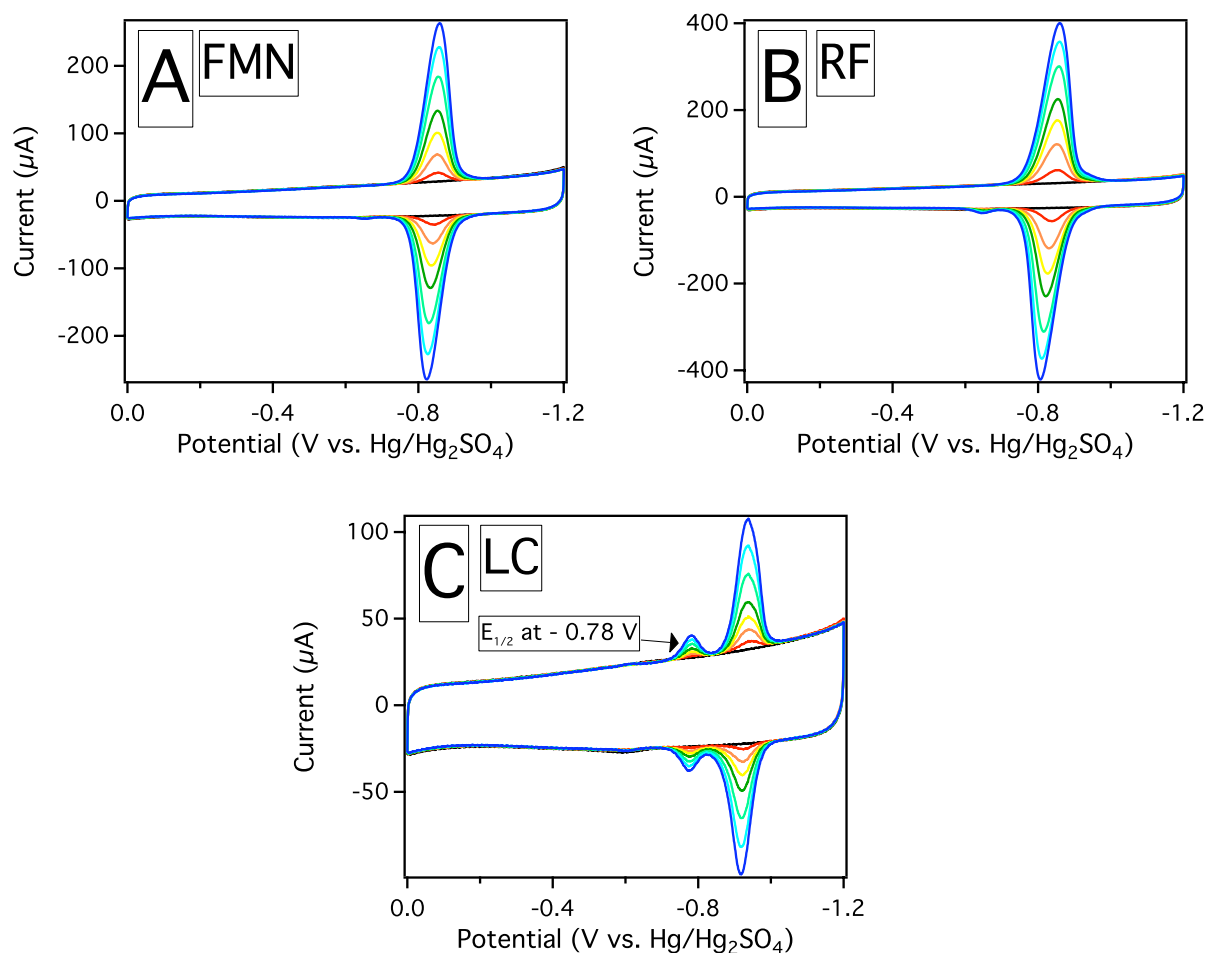 A FMN
200
100
0
-100
-200
Current (µA)
0.0 -0.4 -0.8 -1.2
Potential (V vs. Hg/Hg₂SO₄)
B RF
400
200
0
-200
-400
Current (µA)
0.0 -0.4 -0.8 -1.2
Potential (V vs. Hg/Hg₂SO₄)
C LC
E₁/₂ at - 0.78 V
100
50
0
-50
Current (µA)
0.0 -0.4 -0.8 -1.2
Potential (V vs. Hg/Hg₂SO₄)